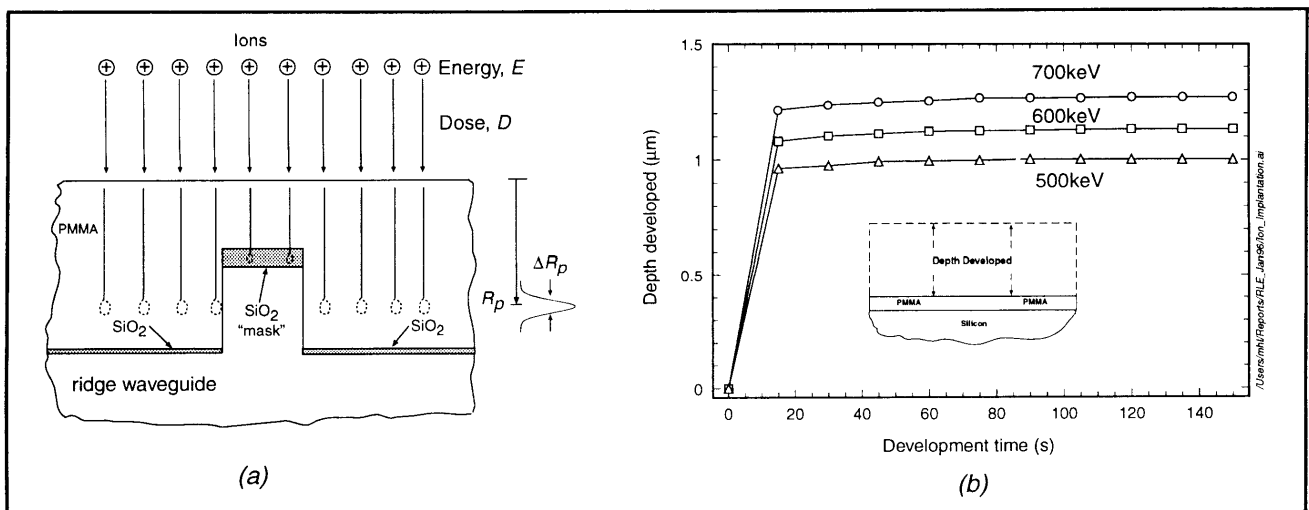 Ions
Energy, E
Dose, D
PMMA
ΔRp
Rp
SiO2
SiO2
"mask"
SiO2
ridge waveguide
(a)
1.5
1
0.5
0
Depth developed (μm)
700keV
600keV
500keV
Depth Developed
PMMA
PMMA
Silicon
0
20
40
60
80
100
120
140
Development time (s)
(b)
/Users/mhl/Reports/RLE_Jan96/Ion_Implantation.ai